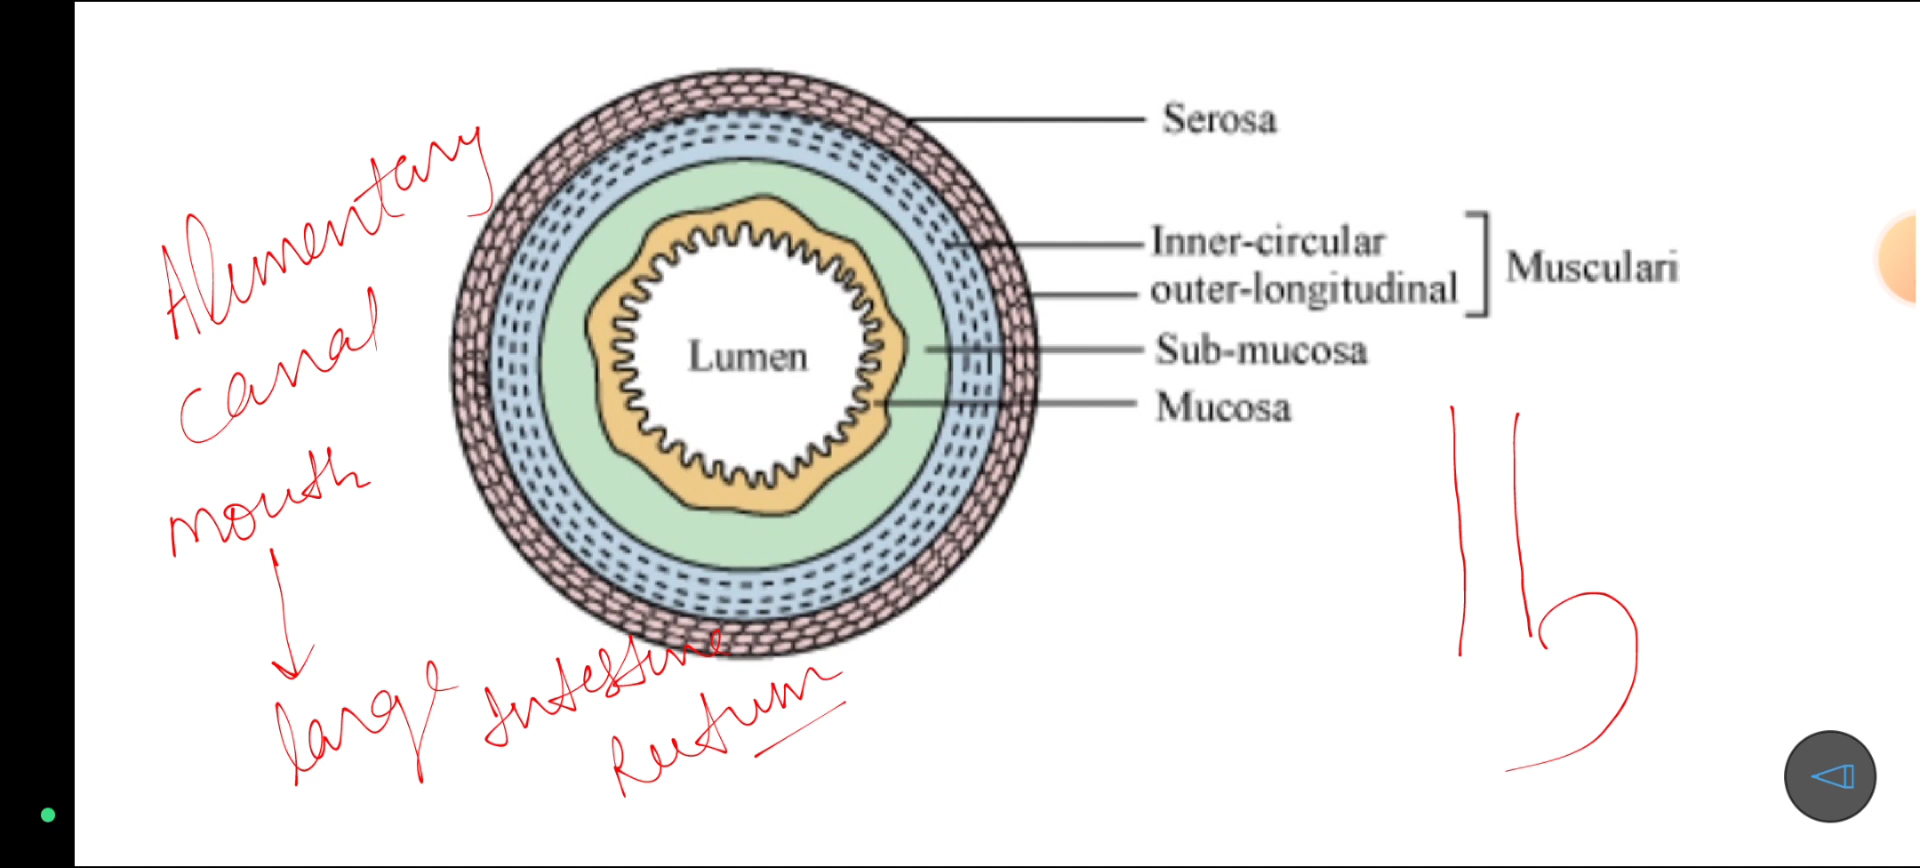 Serosa
Inner-circular
outer-longitudinal
Musculari
Sub-mucosa
Mucosa
Lumen
Alimentary
canal
mouth
large Intestine
Rectum